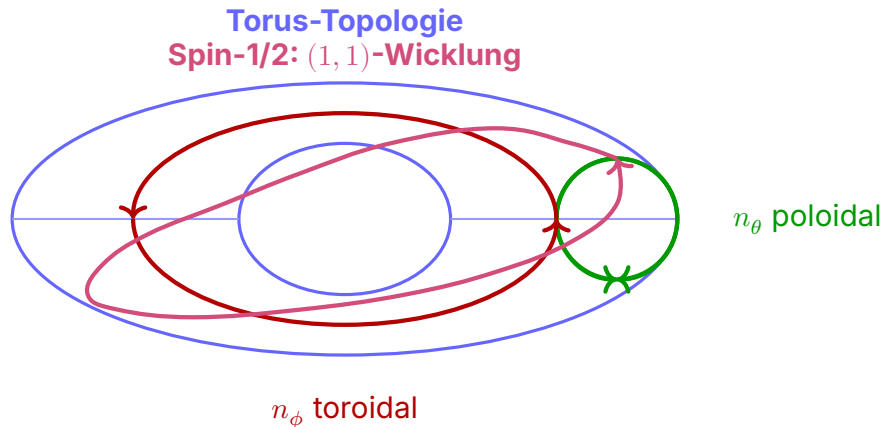 Torus-Topologie
Spin-1/2: (1, 1)-Wicklung
n_θ poloidal
n_ϕ toroidal